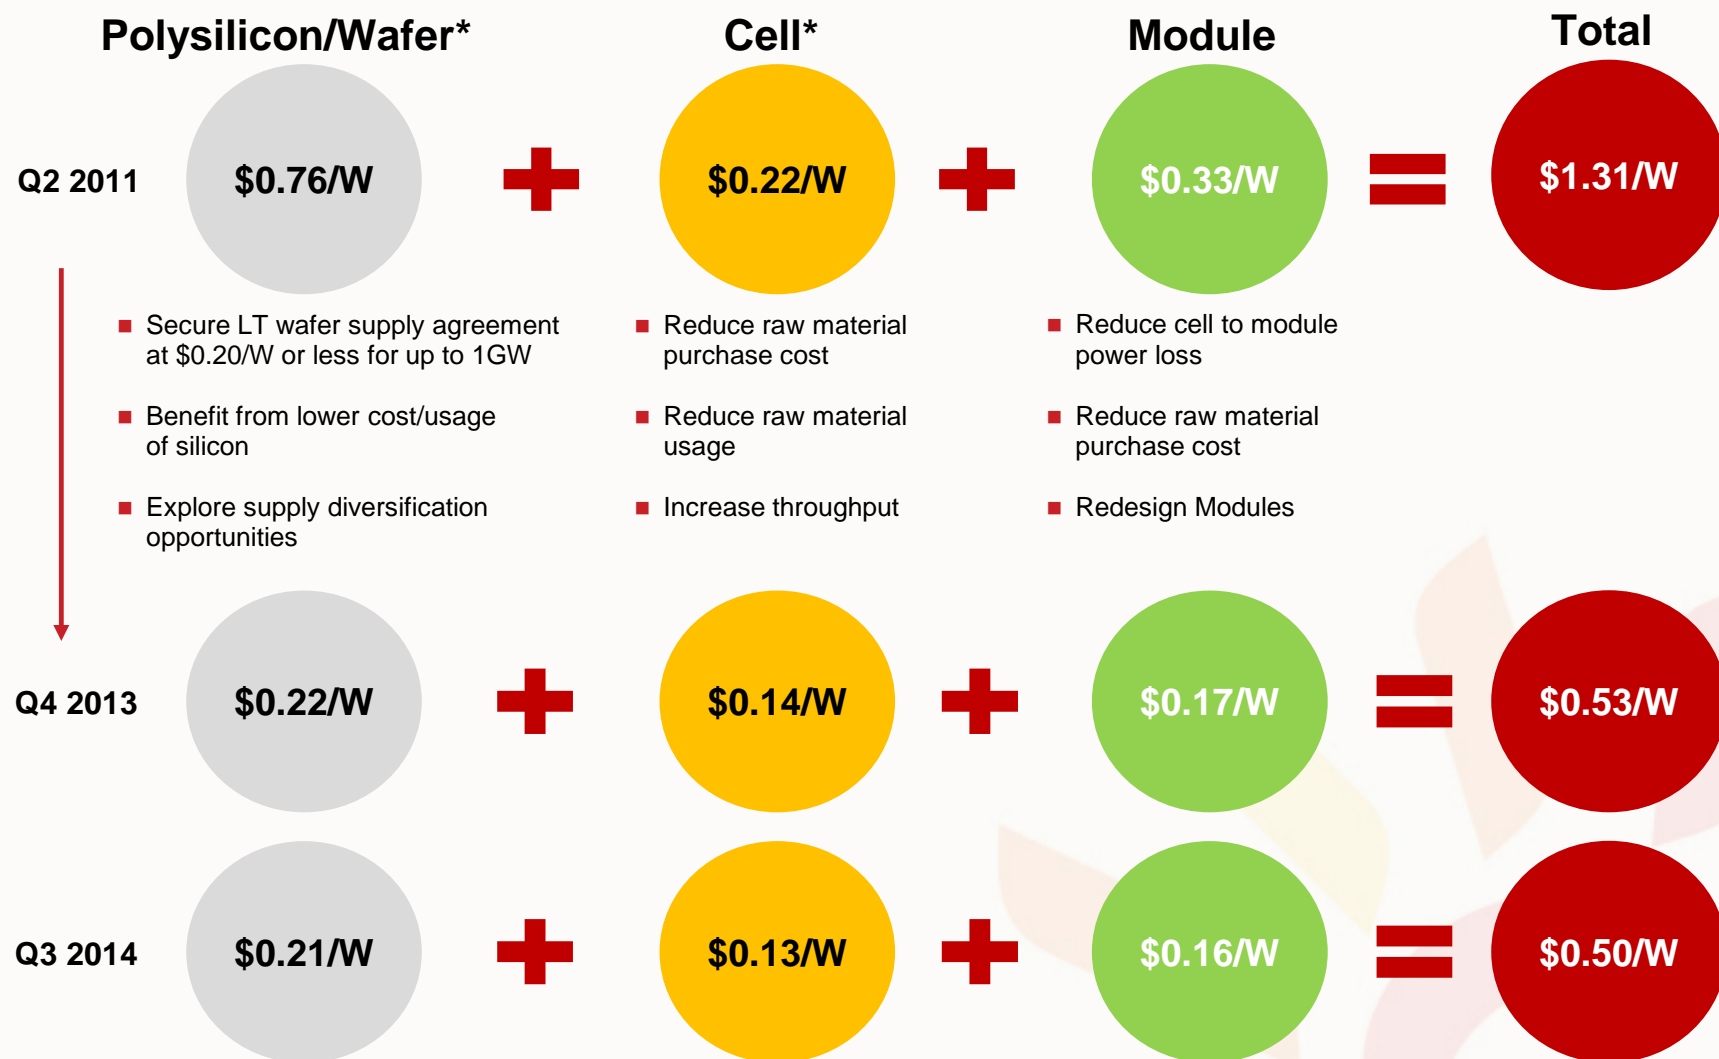 Polysilicon/Wafer*
Cell*
Module
Total
Q2 2011
$0.76/W
$0.22/W
$0.33/W
$1.31/W
Secure LT wafer supply agreement
at $0.20/W or less for up to 1GW
Benefit from lower cost/usage
of silicon
Explore supply diversification
opportunities
Reduce raw material
purchase cost
Reduce raw material
usage
Increase throughput
Reduce cell to module
power loss
Reduce raw material
purchase cost
Redesign Modules
Q4 2013
$0.22/W
$0.14/W
$0.17/W
$0.53/W
Q3 2014
$0.21/W
$0.13/W
$0.16/W
$0.50/W